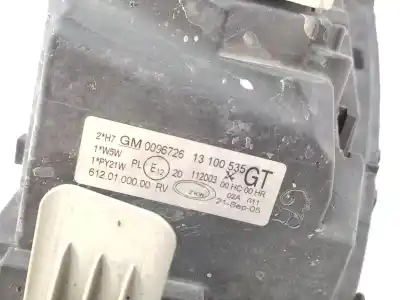 2*H7 GM 0096726 13 100 535 GT
1*W5W
1*PY21W PL E12 20 112003 00 HC 00 HR
02A R11
612.01.000.00 RV 21-Sep-05